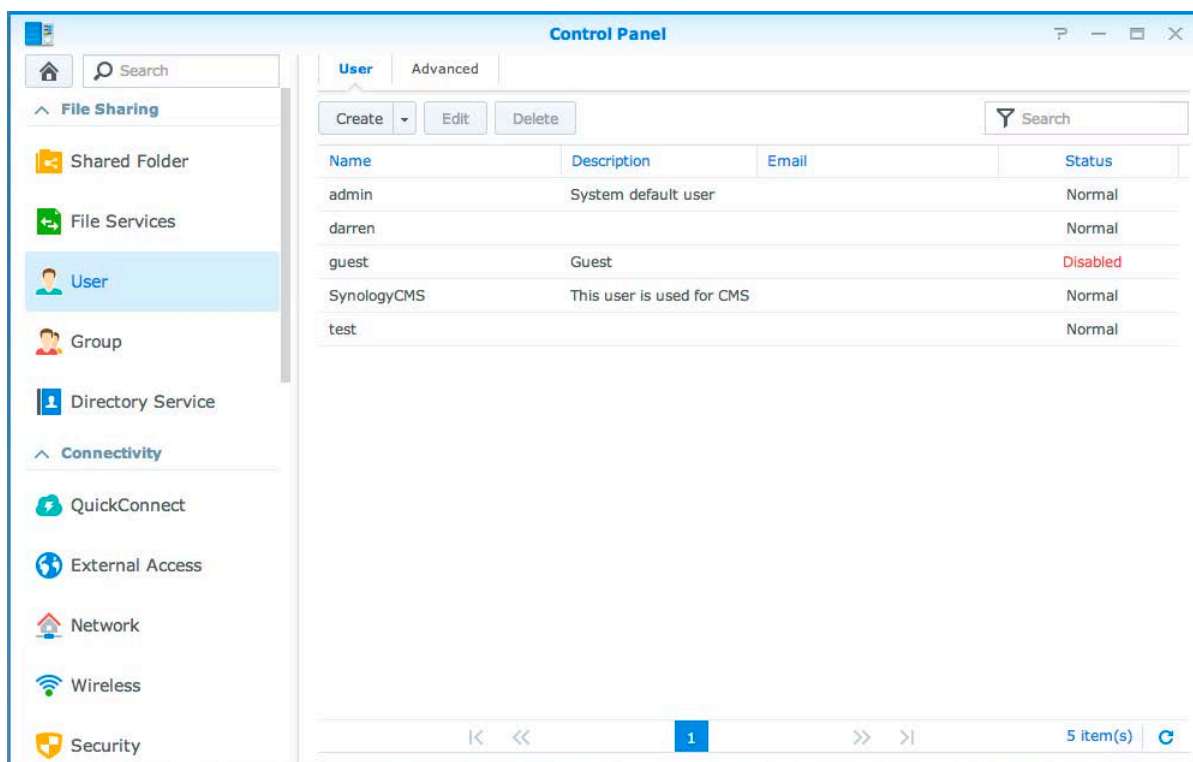 Control Panel
Search
File Sharing
Shared Folder
File Services
User
Group
Directory Service
Connectivity
QuickConnect
External Access
Network
Wireless
Security
User Advanced
Create Edit Delete Search
Name Description Email Status
admin System default user Normal
darren Normal
guest Guest Disabled
SynologyCMS This user is used for CMS Normal
test Normal
1 5 item(s)